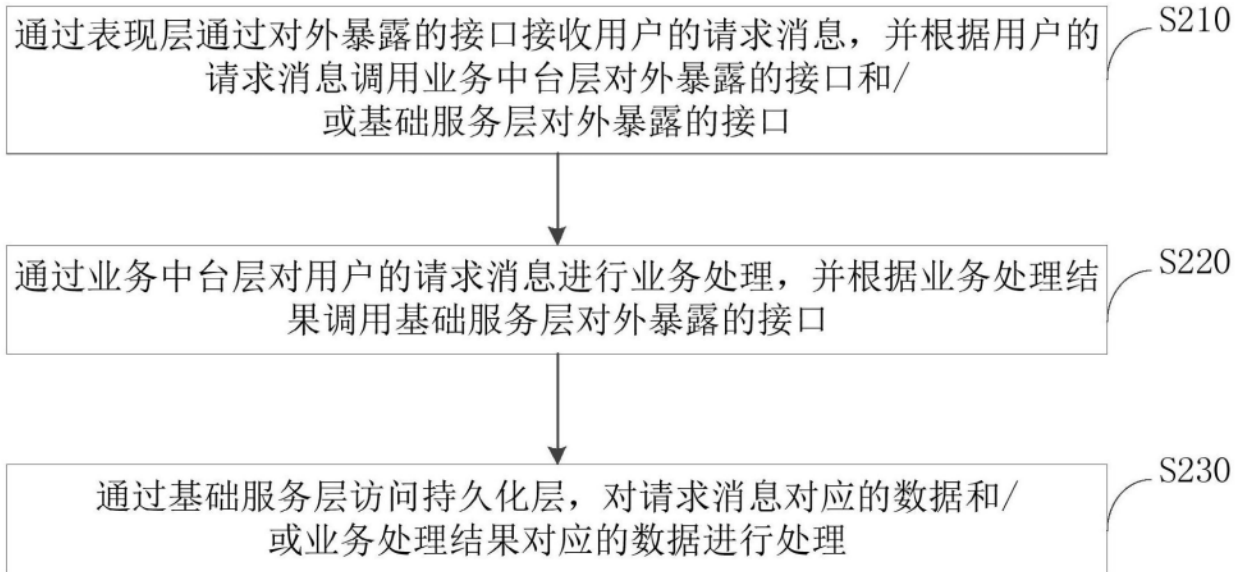 通过表现层通过对外暴露的接口接收用户的请求消息，并根据用户的
请求消息调用业务中台层对外暴露的接口和/
或基础服务层对外暴露的接口
S210
通过业务中台层对用户的请求消息进行业务处理，并根据业务处理结
果调用基础服务层对外暴露的接口
S220
通过基础服务层访问持久化层，对请求消息对应的数据和/
或业务处理结果对应的数据进行处理
S230